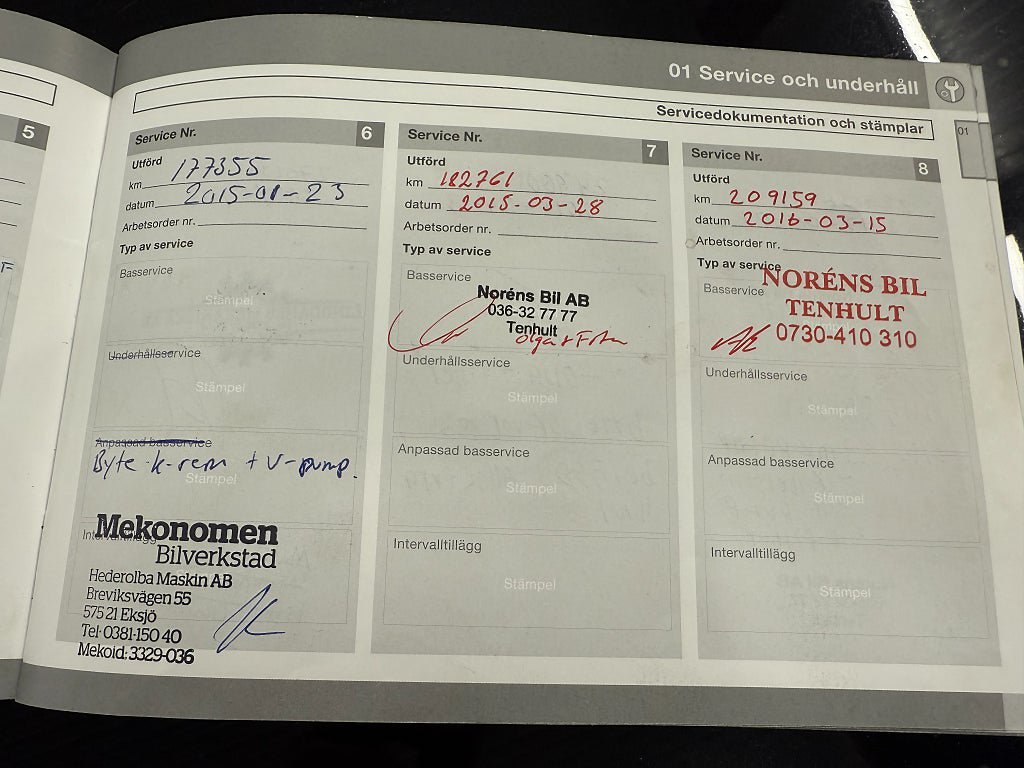 01 Service och underhåll
Servicedokumentation och stämplar
01
5
Service Nr. 6
Utförd
km 177355
datum 2015-01-23
Arbetsorder nr.
Typ av service
Basservice
Stämpel
Underhållsservice
Stämpel
Anpassad basservice
Byte k-rem + V-pump.
Stämpel
Intervalltillägg
Mekonomen
Bilverkstad
Hederolba Maskin AB
Breviksvägen 55
575 21 Eksjö
Tel: 0381-150 40
Mekoid: 3329-036
Service Nr. 7
Utförd
km 182761
datum 2015-03-28
Arbetsorder nr.
Typ av service
Basservice
Noréns Bil AB
036-32 77 77
Tenhult
Underhållsservice
Stämpel
Anpassad basservice
Stämpel
Intervalltillägg
Stämpel
Service Nr. 8
Utförd
km 209159
datum 2016-03-15
Arbetsorder nr.
Typ av service
Basservice
NORÉNS BIL
TENHULT
0730-410 310
Underhållsservice
Stämpel
Anpassad basservice
Stämpel
Intervalltillägg
Stämpel